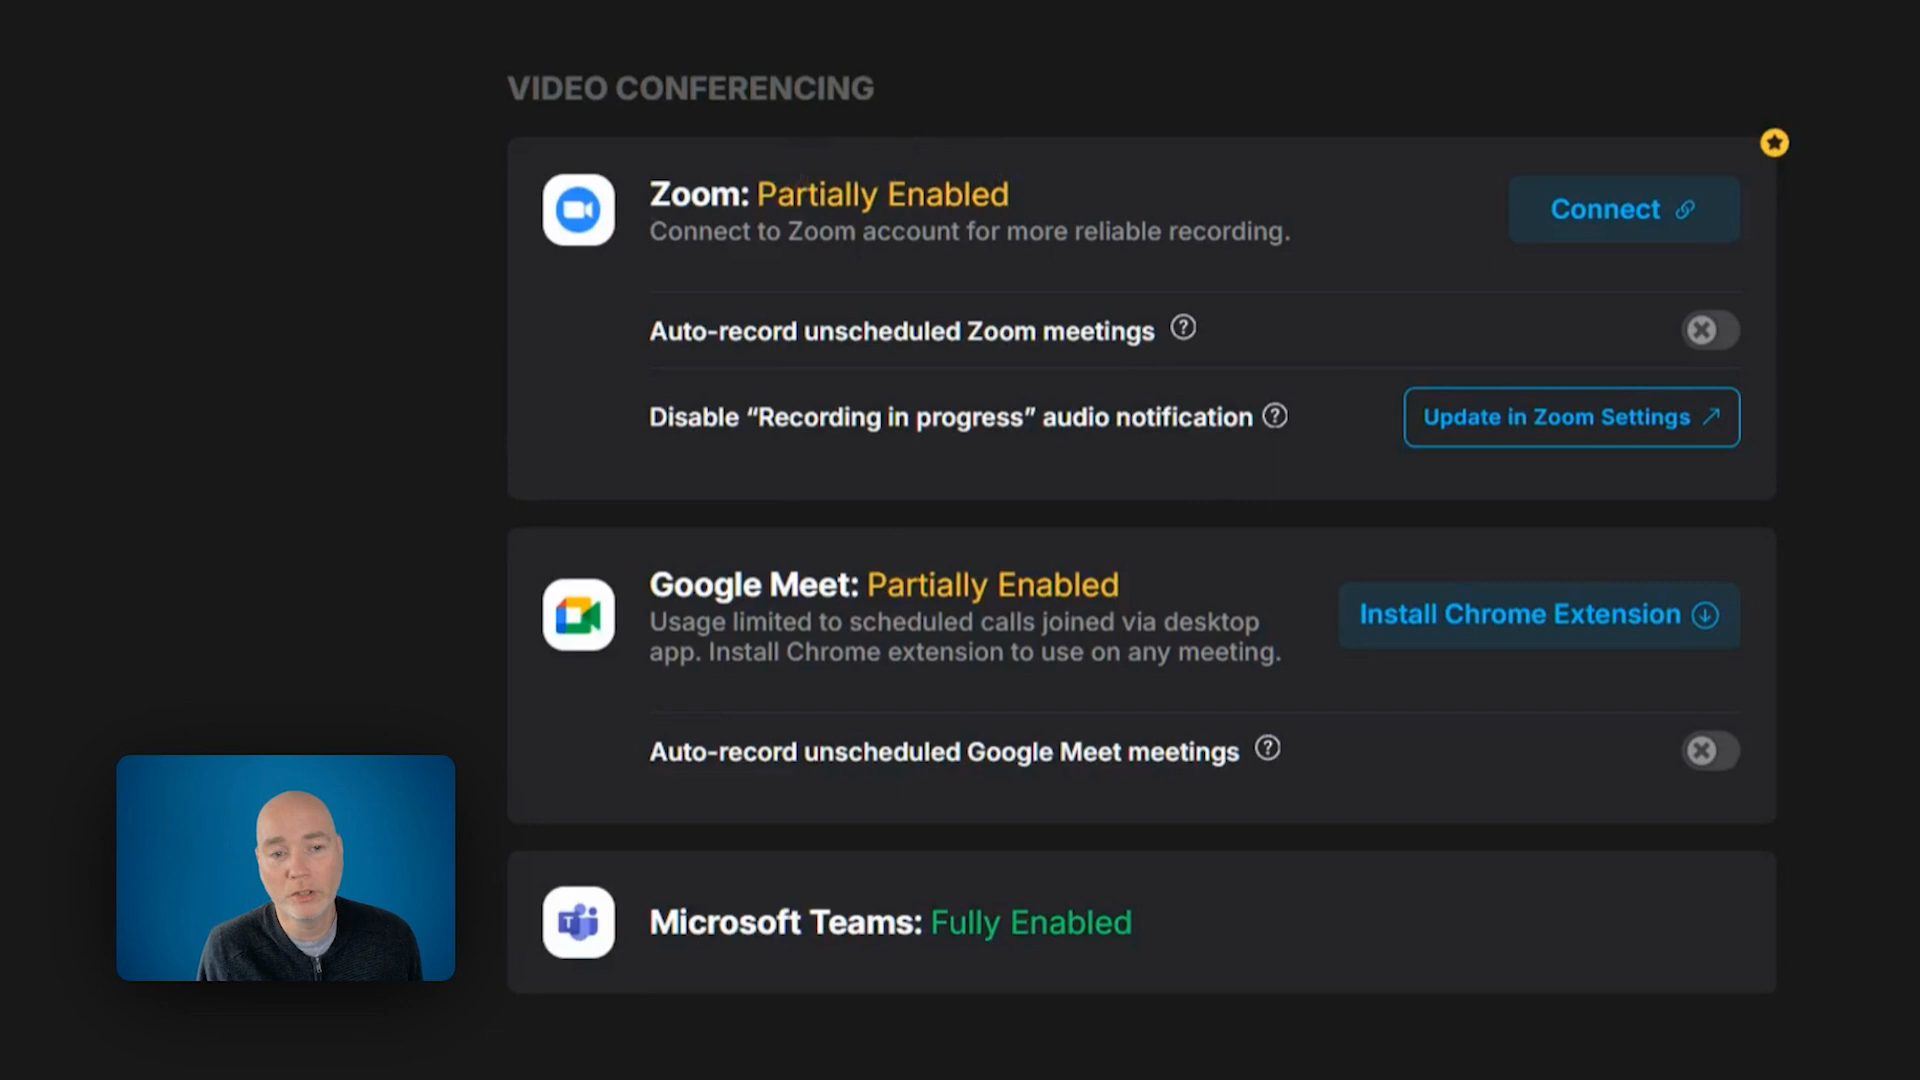 VIDEO CONFERENCING
Zoom: Partially Enabled
Connect to Zoom account for more reliable recording.
Connect
Auto-record unscheduled Zoom meetings
Disable “Recording in progress” audio notification
Update in Zoom Settings
Google Meet: Partially Enabled
Usage limited to scheduled calls joined via desktop
app. Install Chrome extension to use on any meeting.
Install Chrome Extension
Auto-record unscheduled Google Meet meetings
Microsoft Teams: Fully Enabled